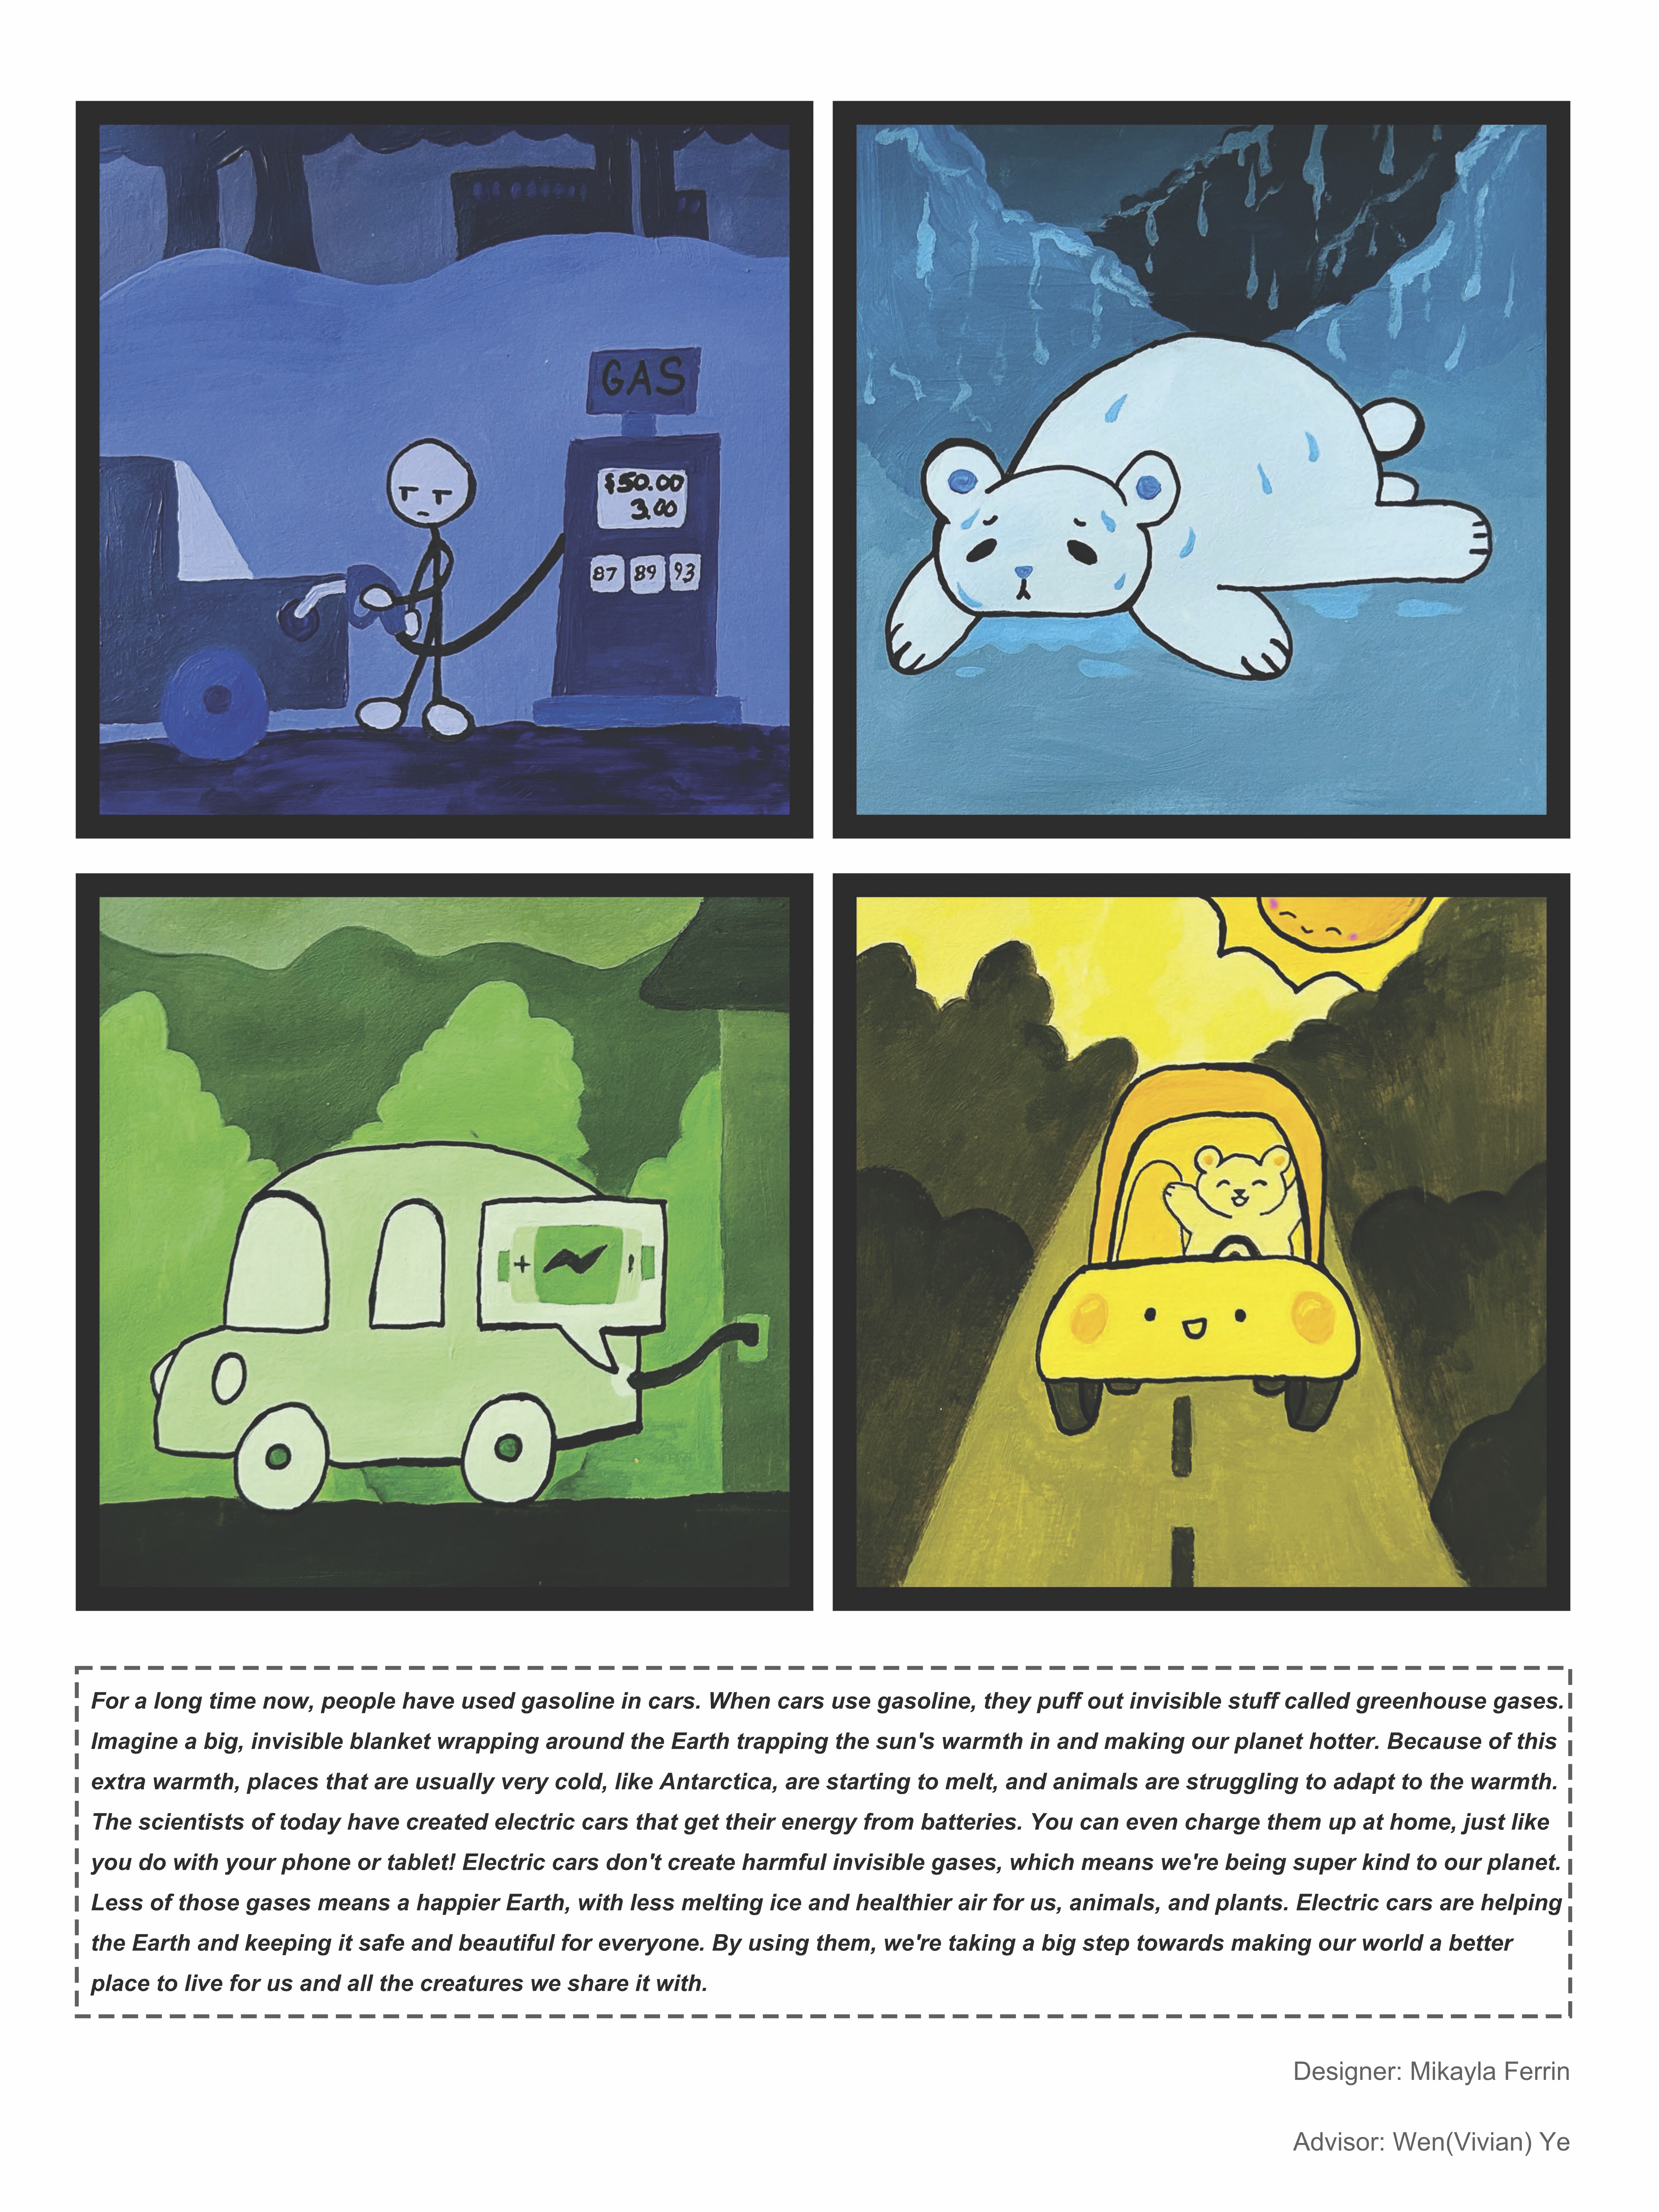 GAS
$50.00
3.00
87 89 93
+
For a long time now, people have used gasoline in cars. When cars use gasoline, they puff out invisible stuff called greenhouse gases.
Imagine a big, invisible blanket wrapping around the Earth trapping the sun's warmth in and making our planet hotter. Because of this
extra warmth, places that are usually very cold, like Antarctica, are starting to melt, and animals are struggling to adapt to the warmth.
The scientists of today have created electric cars that get their energy from batteries. You can even charge them up at home, just like
you do with your phone or tablet! Electric cars don't create harmful invisible gases, which means we're being super kind to our planet.
Less of those gases means a happier Earth, with less melting ice and healthier air for us, animals, and plants. Electric cars are helping
the Earth and keeping it safe and beautiful for everyone. By using them, we're taking a big step towards making our world a better
place to live for us and all the creatures we share it with.
Designer: Mikayla Ferrin
Advisor: Wen(Vivian) Ye